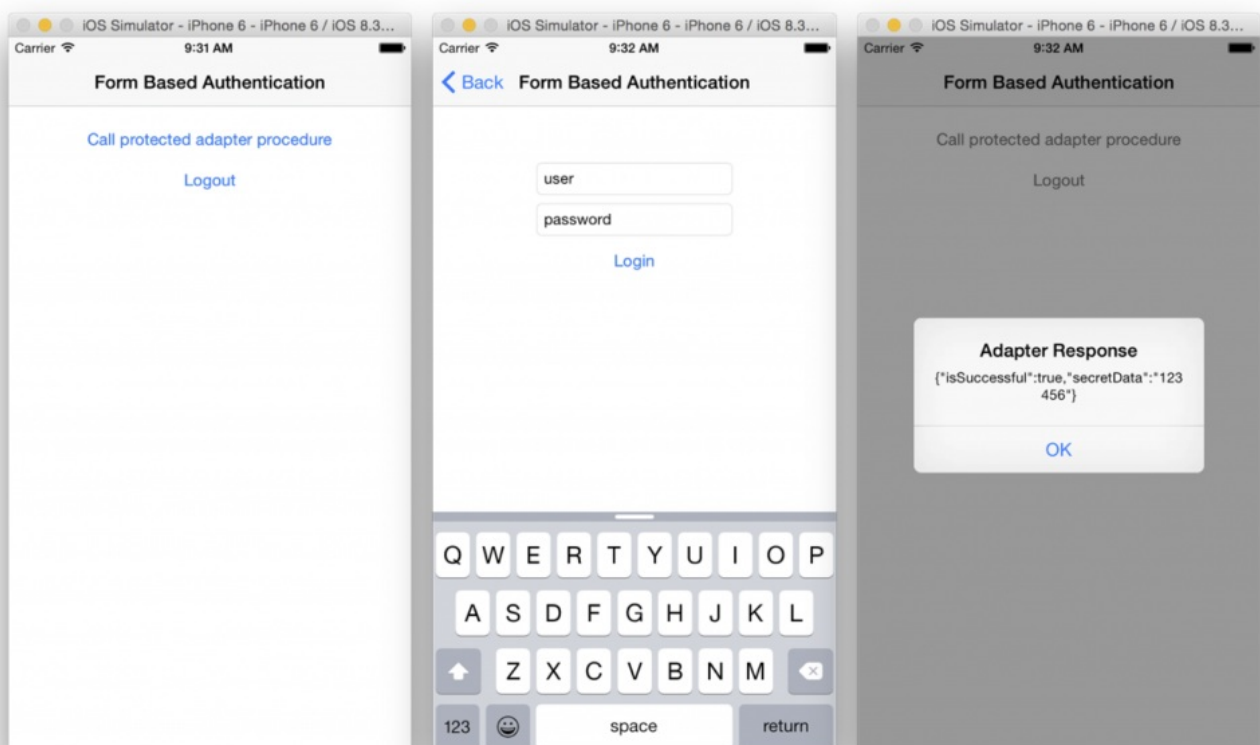 iOS Simulator - iPhone 6 - iPhone 6 / iOS 8.3...
Carrier 9:31 AM
Form Based Authentication
Call protected adapter procedure
Logout
iOS Simulator - iPhone 6 - iPhone 6 / iOS 8.3...
Carrier 9:32 AM
Back Form Based Authentication
user
password
Login
Q W E R T Y U I O P
A S D F G H J K L
Z X C V B N M
123 space return
iOS Simulator - iPhone 6 - iPhone 6 / iOS 8.3...
Carrier 9:32 AM
Form Based Authentication
Call protected adapter procedure
Logout
Adapter Response
{"isSuccessful":true,"secretData":"123
456"}
OK